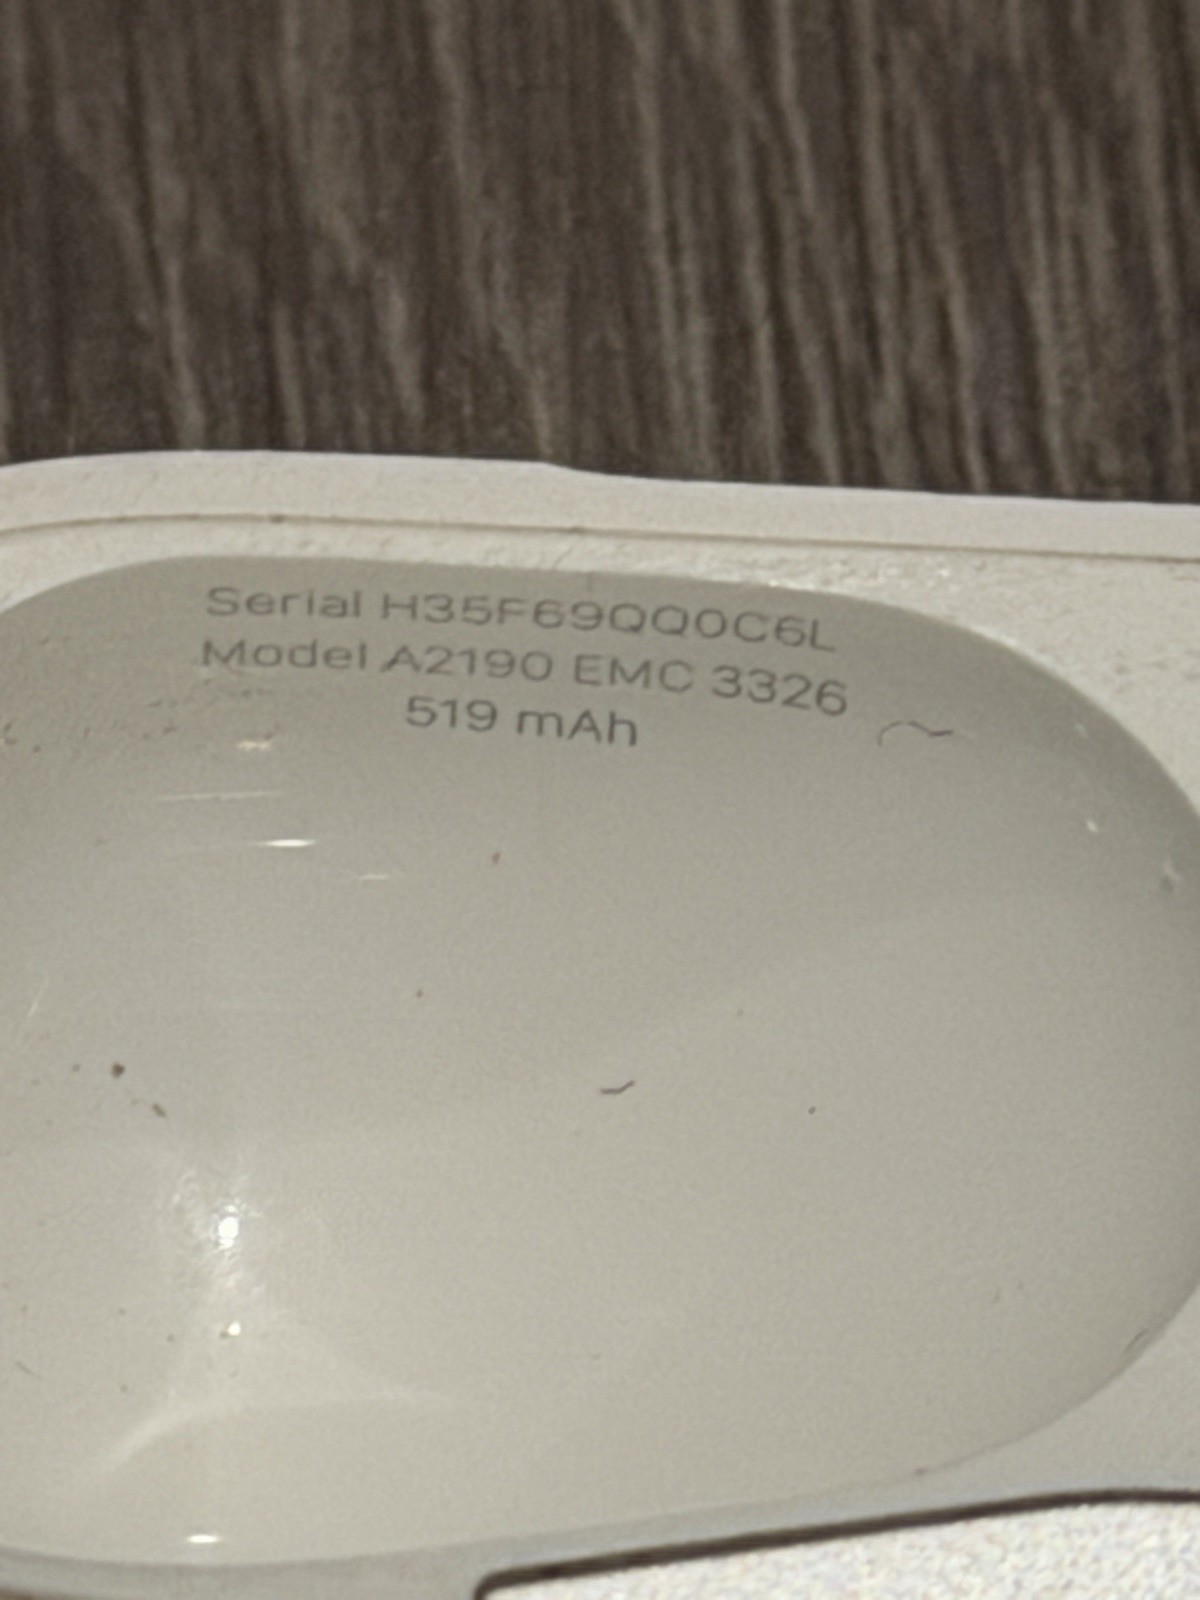 Serial H35F69QQ0C6L
Model A2190 EMC 3326
519 mAh